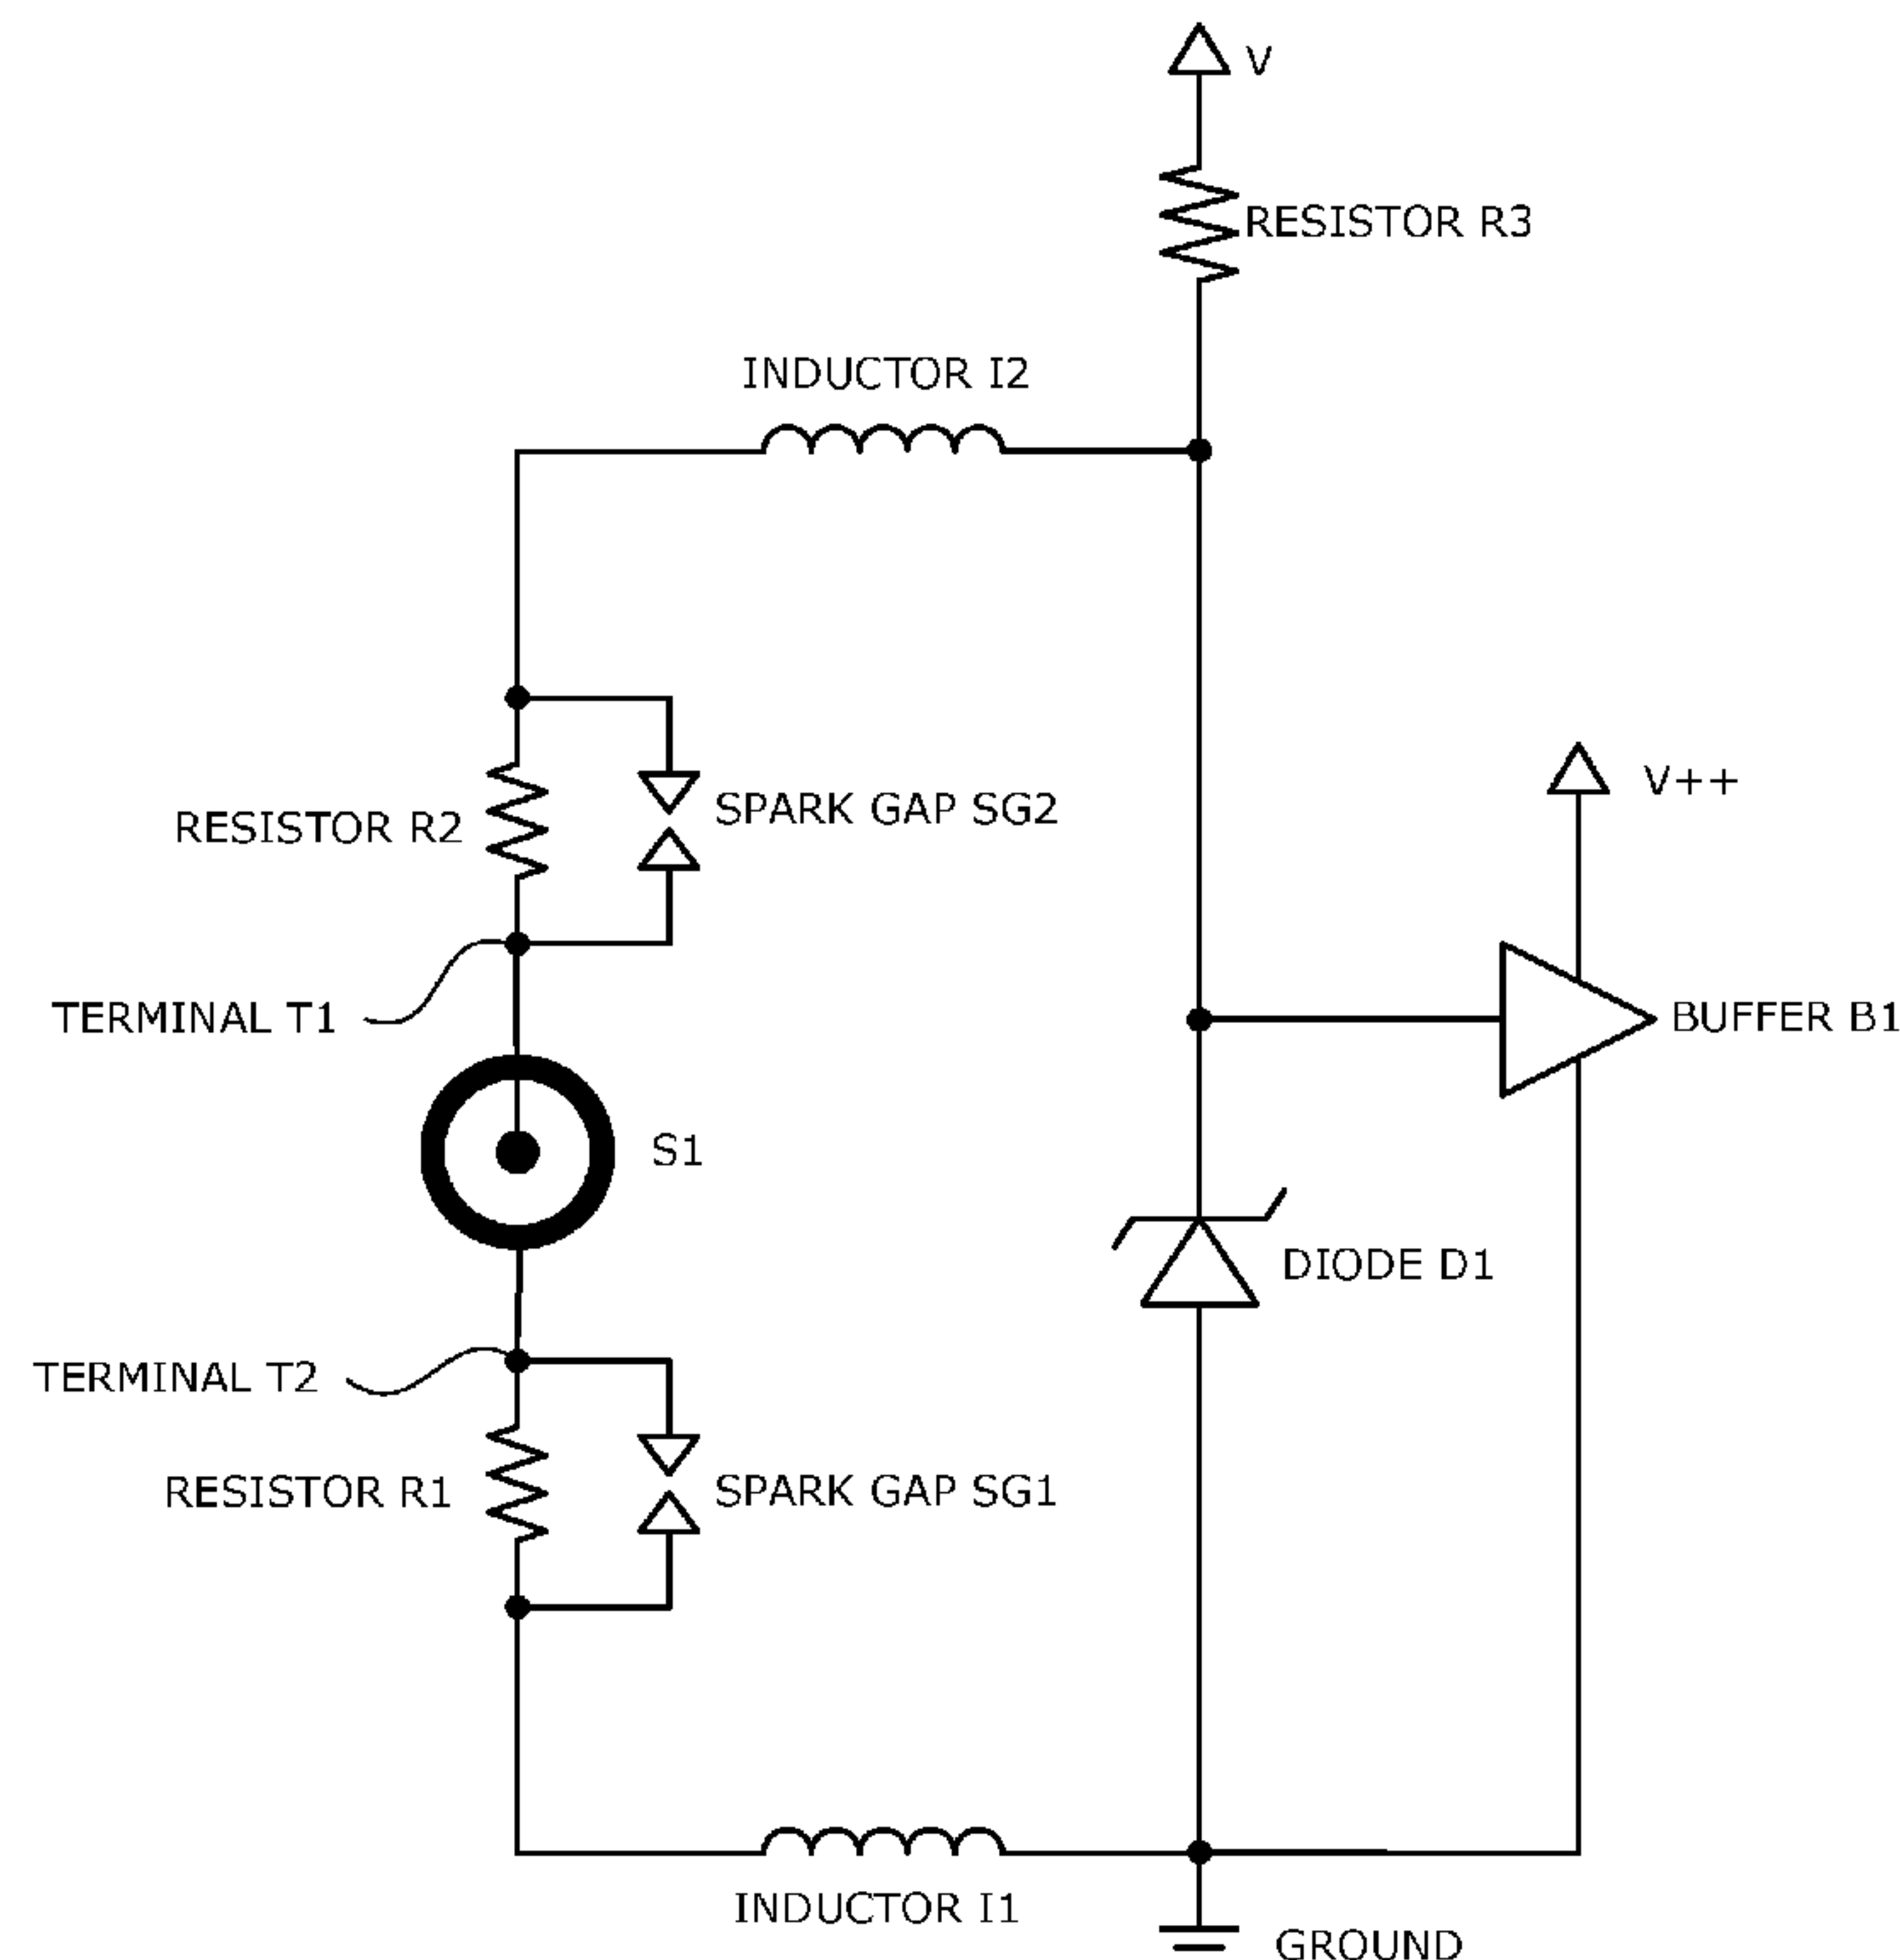 V
RESISTOR R3
INDUCTOR I2
V++
SPARK GAP SG2
RESISTOR R2
TERMINAL T1
BUFFER B1
S1
DIODE D1
TERMINAL T2
RESISTOR R1
SPARK GAP SG1
INDUCTOR I1
GROUND